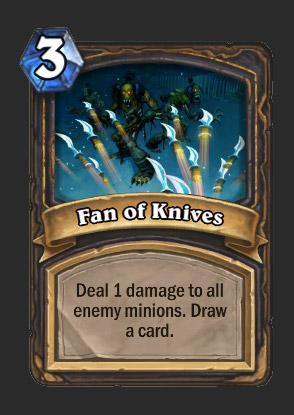 3
Fan of Knives
Deal 1 damage to all
enemy minions. Draw
a card.